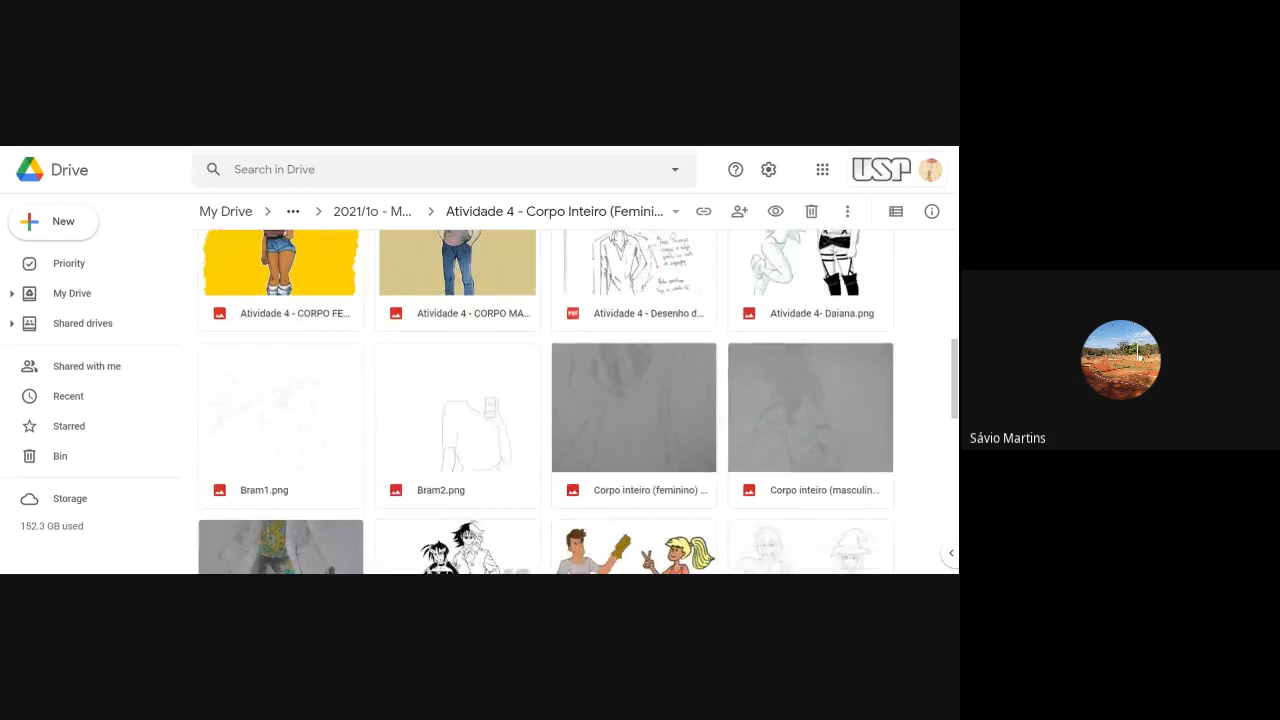 Drive
Search in Drive
USP
New
My Drive
2021/1o - M...
Atividade 4 - Corpo Inteiro (Femini...
Priority
My Drive
Shared drives
Shared with me
Recent
Starred
Bin
Storage
152.3 GB used
Atividade 4 - CORPO FE...
Atividade 4 - CORPO MA...
PDF
Atividade 4 - Desenho d...
Atividade 4- Daiana.png
Bram1.png
Bram2.png
Corpo inteiro (feminino) ...
Corpo inteiro (masculin...
Sávio Martins